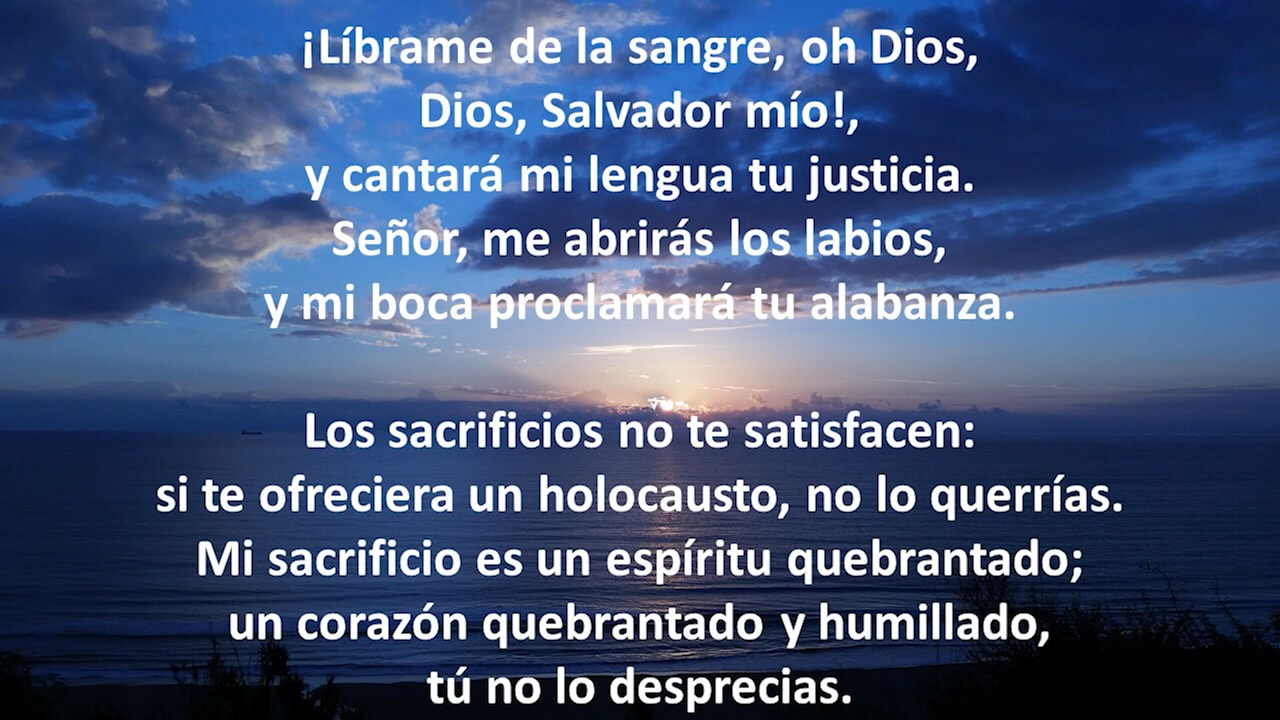 ¡Líbrame de la sangre, oh Dios,
Dios, Salvador mío!,
y cantará mi lengua tu justicia.
Señor, me abrirás los labios,
y mi boca proclamará tu alabanza.
Los sacrificios no te satisfacen:
si te ofreciera un holocausto, no lo querrías.
Mi sacrificio es un espíritu quebrantado;
un corazón quebrantado y humillado,
tú no lo desprecias.